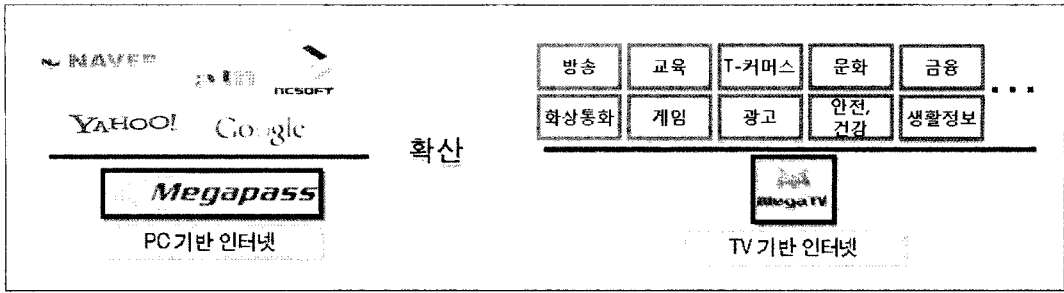 NAVER
NCSOFT
YAHOO!
Google
Megapass
PC기반 인터넷
확산
방송 교육 T-커머스 문화 금융
화상통화 게임 광고 안전, 건강 생활정보
...
MegaTV
TV 기반 인터넷